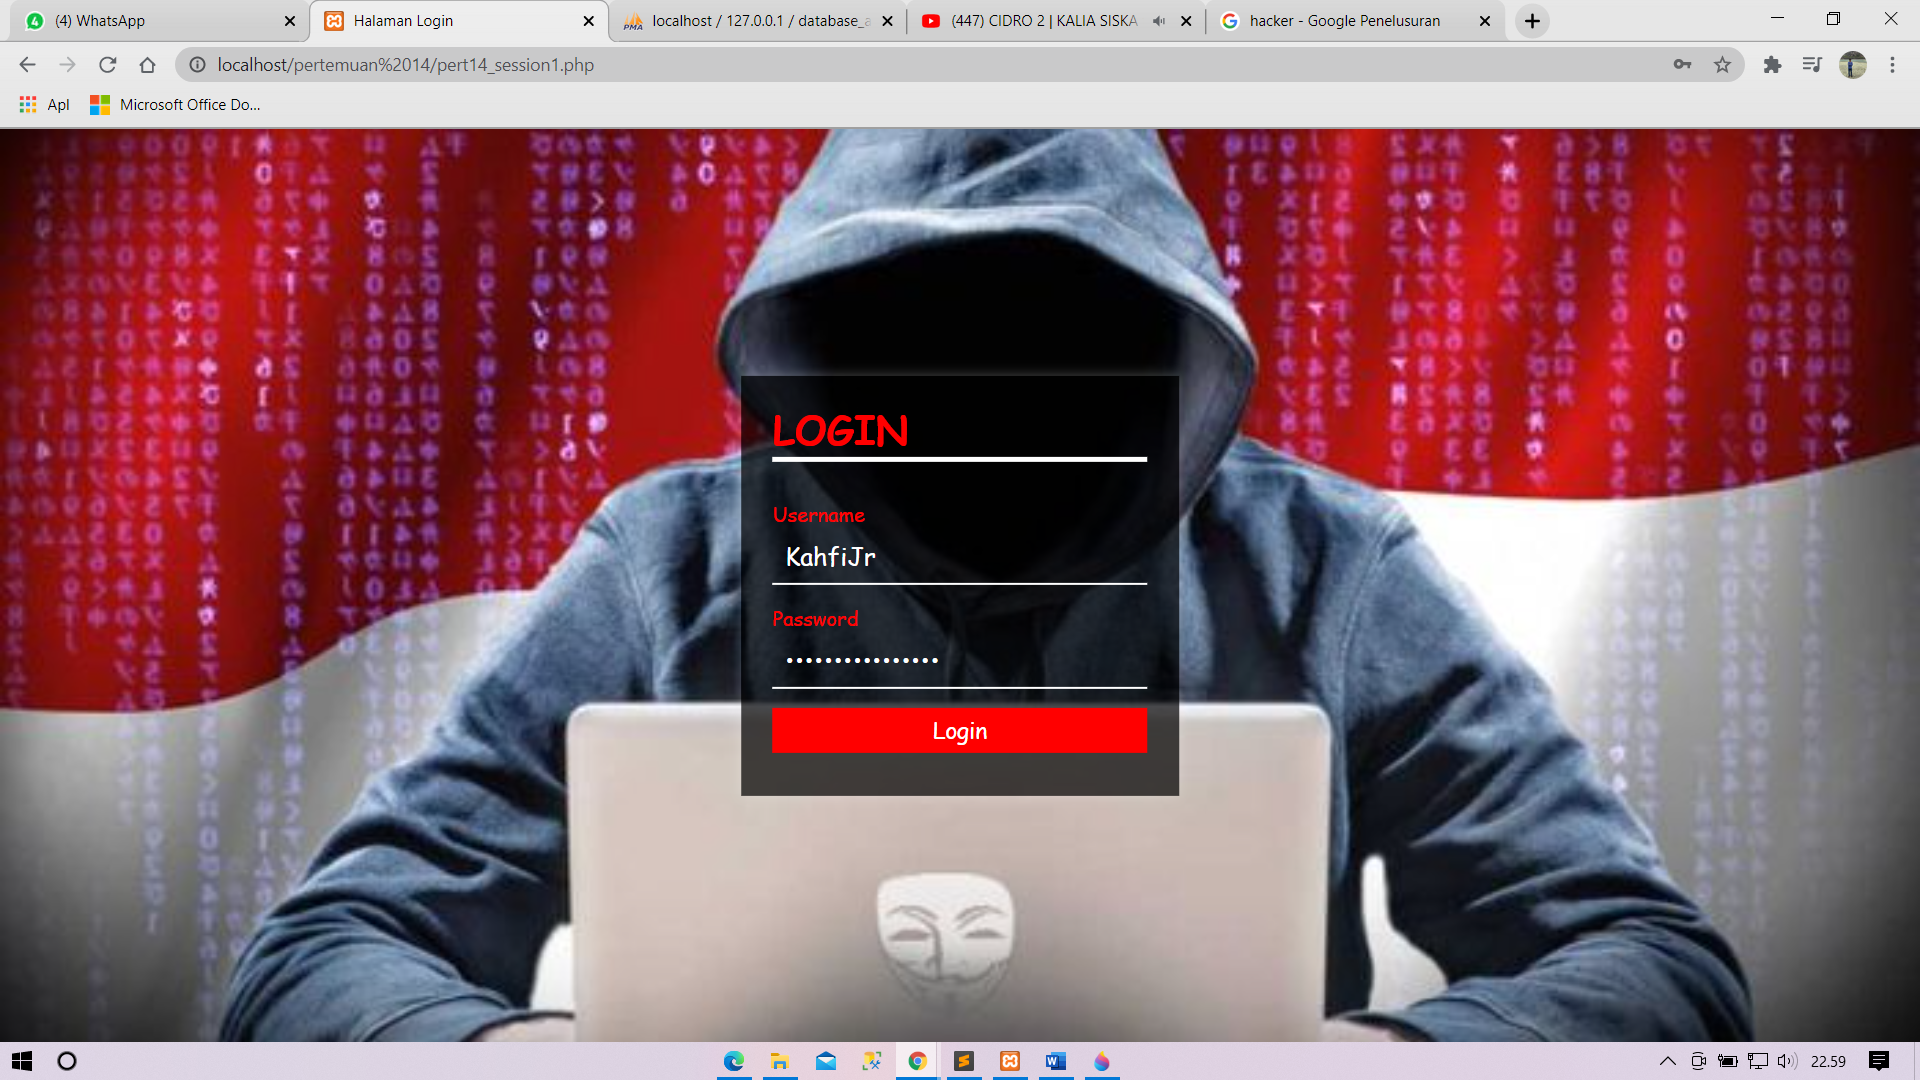 (4) WhatsApp
Halaman Login
localhost / 127.0.0.1 / database_a
(447) CIDRO 2 | KALIA SISKA
hacker - Google Penelusuran
localhost/pertemuan%2014/pert14_session1.php
Apl
Microsoft Office Do...
LOGIN
Username
KahfiJr
Password
••••••••••••••••
Login
22.59